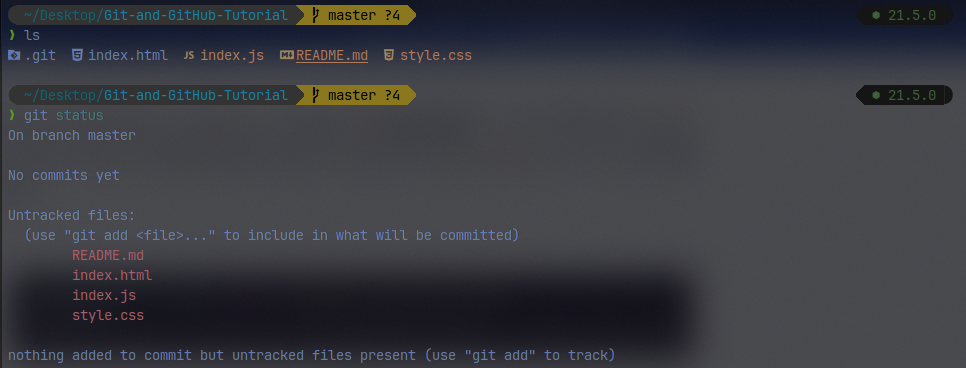 ~/Desktop/Git-and-GitHub-Tutorial master ?4 21.5.0
❯ ls
.git index.html JS index.js README.md style.css
~/Desktop/Git-and-GitHub-Tutorial master ?4 21.5.0
❯ git status
On branch master
No commits yet
Untracked files:
(use "git add <file>..." to include in what will be committed)
README.md
index.html
index.js
style.css
nothing added to commit but untracked files present (use "git add" to track)